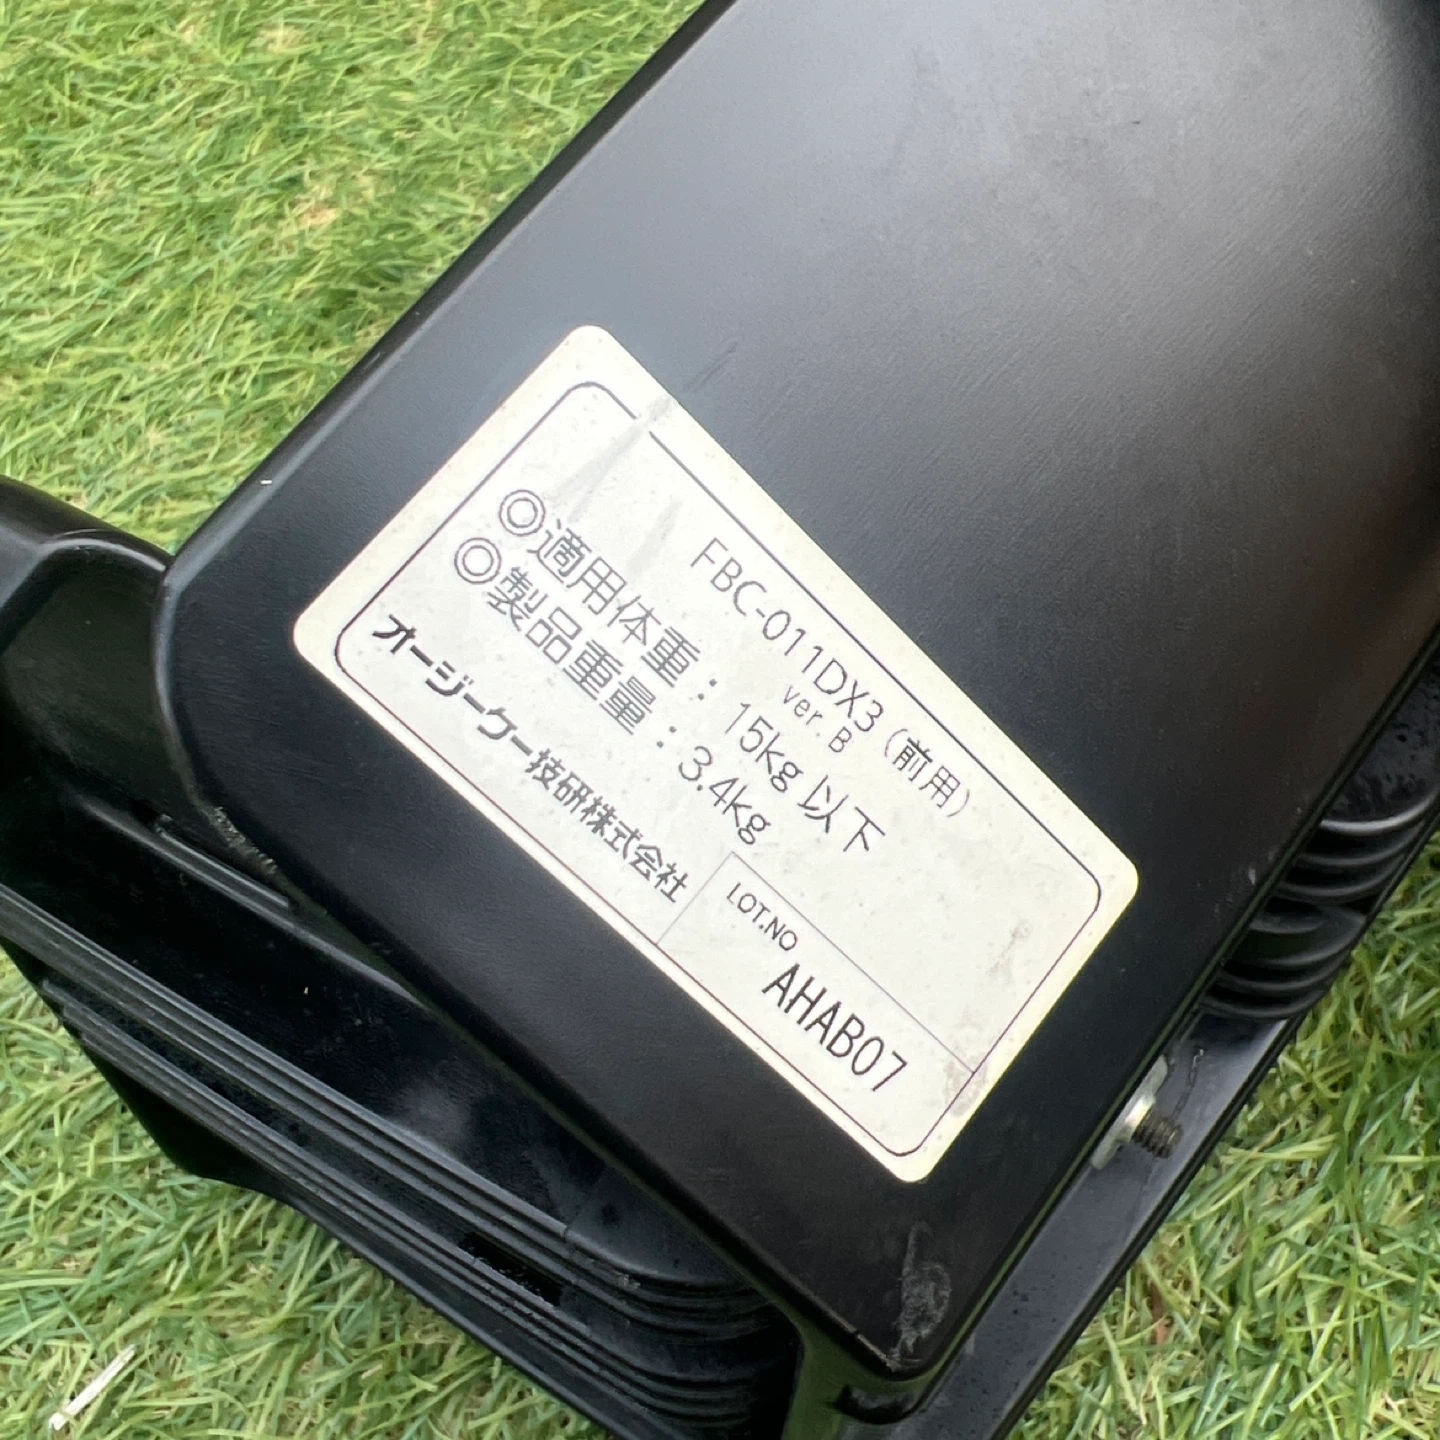 FBC-011DX3（前用）
ver. B
◎適用体重：15kg 以下
◎製品重量：3.4kg
オージーケー技研株式会社
LOT.NO
AHAB07